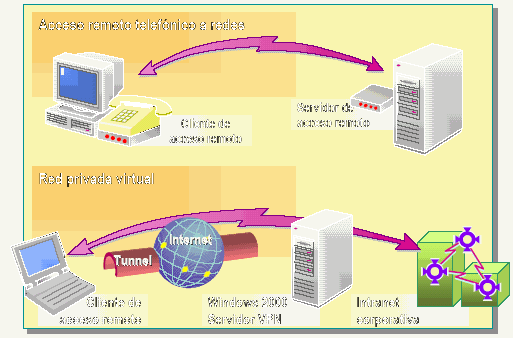 Acceso remoto telefónico a redes
Cliente de
acceso remoto
Servidor de
acceso remoto
Red privada virtual
Internet
Tunnel
Cliente de
acceso remoto
Windows 2000
Servidor VPN
Intranet
corporativa